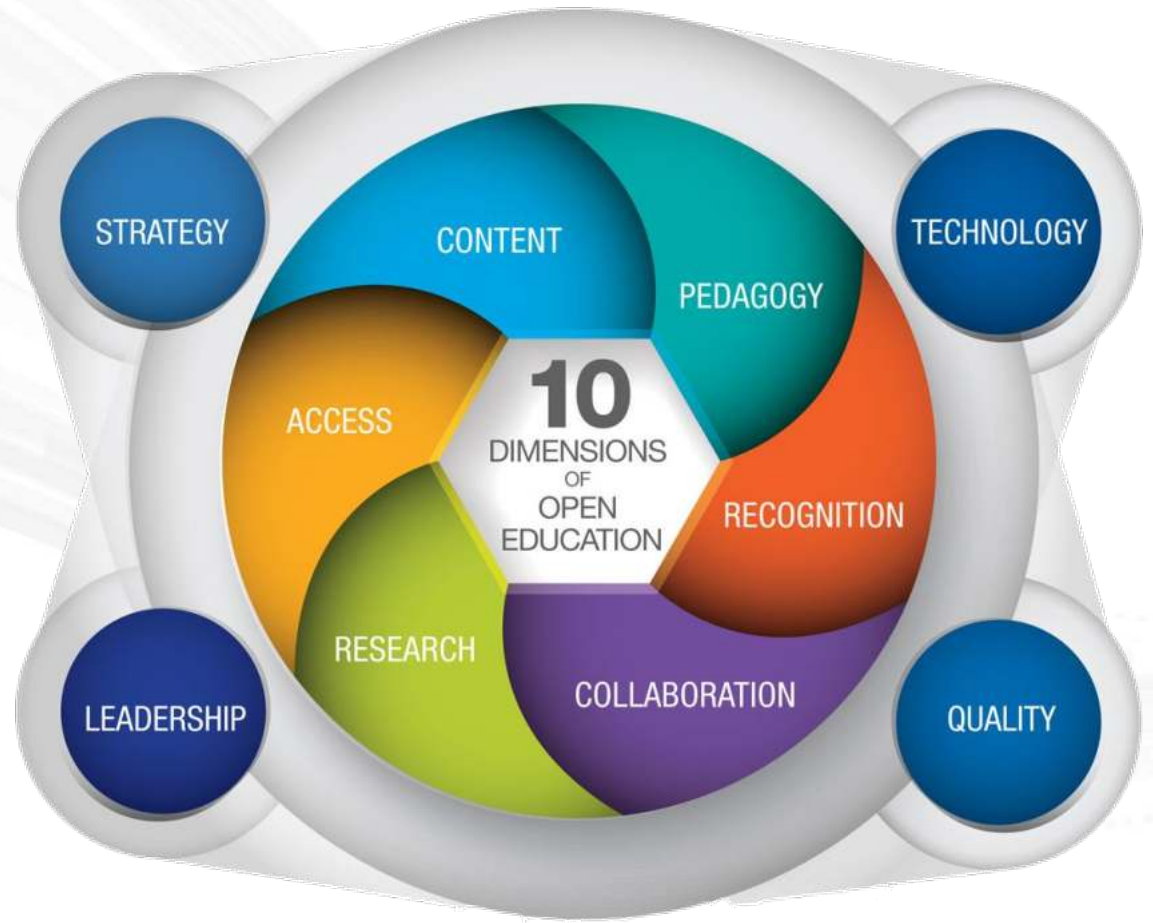 STRATEGY
TECHNOLOGY
CONTENT
PEDAGOGY
ACCESS
10
DIMENSIONS
OF
OPEN
EDUCATION
RECOGNITION
RESEARCH
COLLABORATION
LEADERSHIP
QUALITY